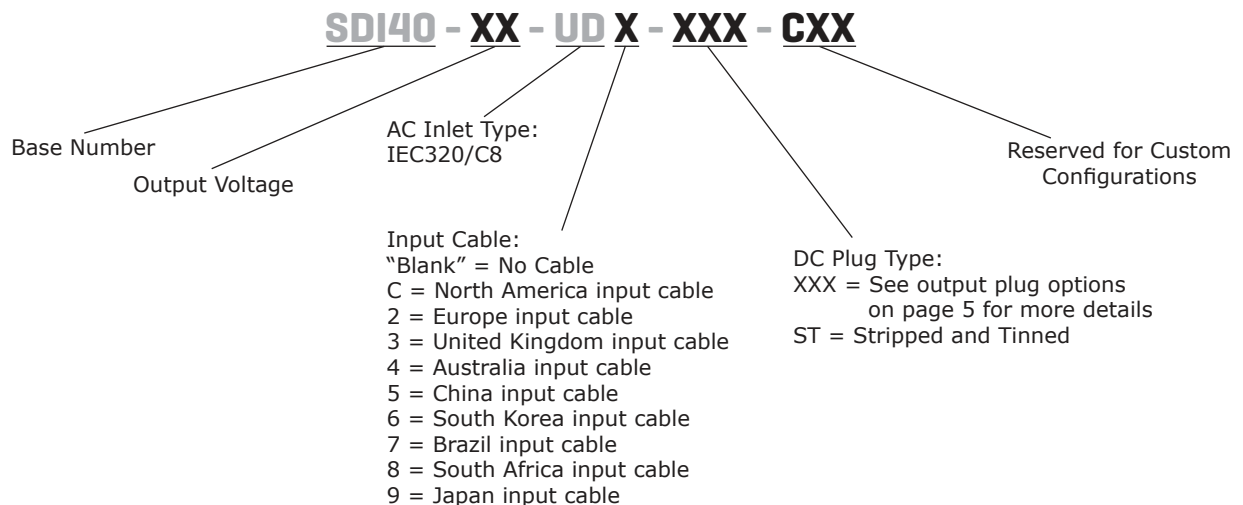 SDI40 - XX - UD X - XXX - CXX
Base Number
Output Voltage
AC Inlet Type:
IEC320/C8
Input Cable:
“Blank” = No Cable
C = North America input cable
2 = Europe input cable
3 = United Kingdom input cable
4 = Australia input cable
5 = China input cable
6 = South Korea input cable
7 = Brazil input cable
8 = South Africa input cable
9 = Japan input cable
DC Plug Type:
XXX = See output plug options
on page 5 for more details
ST = Stripped and Tinned
Reserved for Custom
Configurations